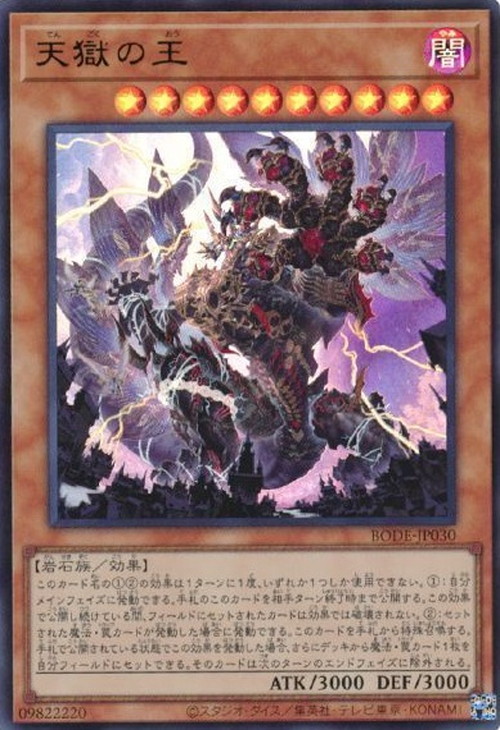 天獄の王
てん ごく おう
闇
やみ
BODE-JP030
【岩石族/効果】
このカード名の①②の効果は1ターンに1度、いずれか1つしか使用できない。①:自分
メインフェイズに発動できる。手札のこのカードを相手ターン終了時まで公開する。この効果
で公開し続けている間、フィールドにセットされたカードは効果では破壊されない。②:セット
された魔法・罠カードが発動した場合に発動できる。このカードを手札から特殊召喚する。
手札で公開されている状態でこの効果を発動した場合、さらにデッキから魔法・罠カード1枚を
自分フィールドにセットできる。そのカードは次のターンのエンドフェイズに除外される。
ATK/3000 DEF/3000
09822220
©スタジオ・ダイス/集英社・テレビ東京・KONAMI